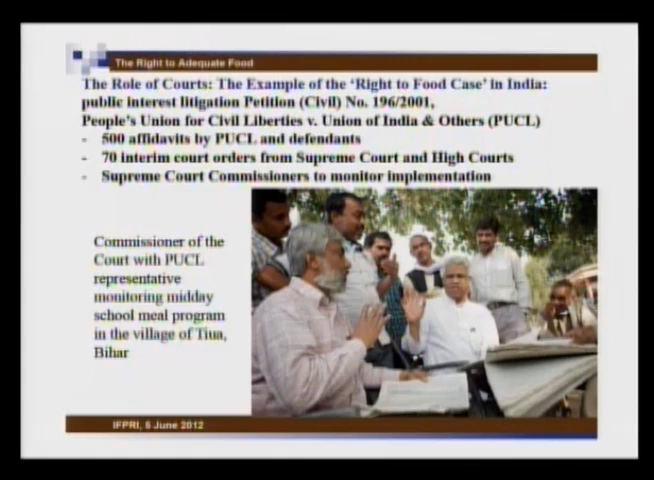 The Right to Adequate Food
The Role of Courts: The Example of the ‘Right to Food Case’ in India:
public interest litigation Petition (Civil) No. 196/2001,
People’s Union for Civil Liberties v. Union of India & Others (PUCL)
- 500 affidavits by PUCL and defendants
- 70 interim court orders from Supreme Court and High Courts
- Supreme Court Commissioners to monitor implementation
Commissioner of the
Court with PUCL
representative
monitoring midday
school meal program
in the village of Tiua,
Bihar
IFPRI, 5 June 2012